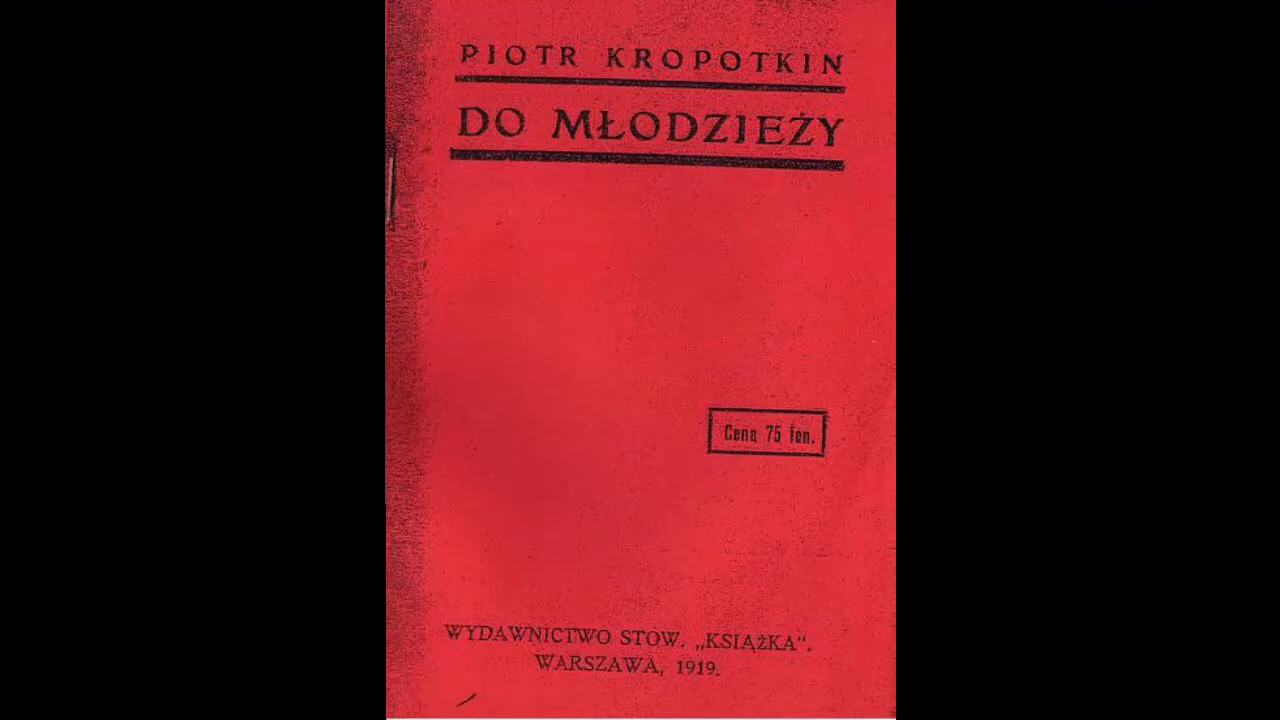 PIOTR KROPOTKIN
DO MŁODZIEŻY
Cena 75 fen.
WYDAWNICTWO STOW. „KSIĄŻKA“.
WARSZAWA, 1919.